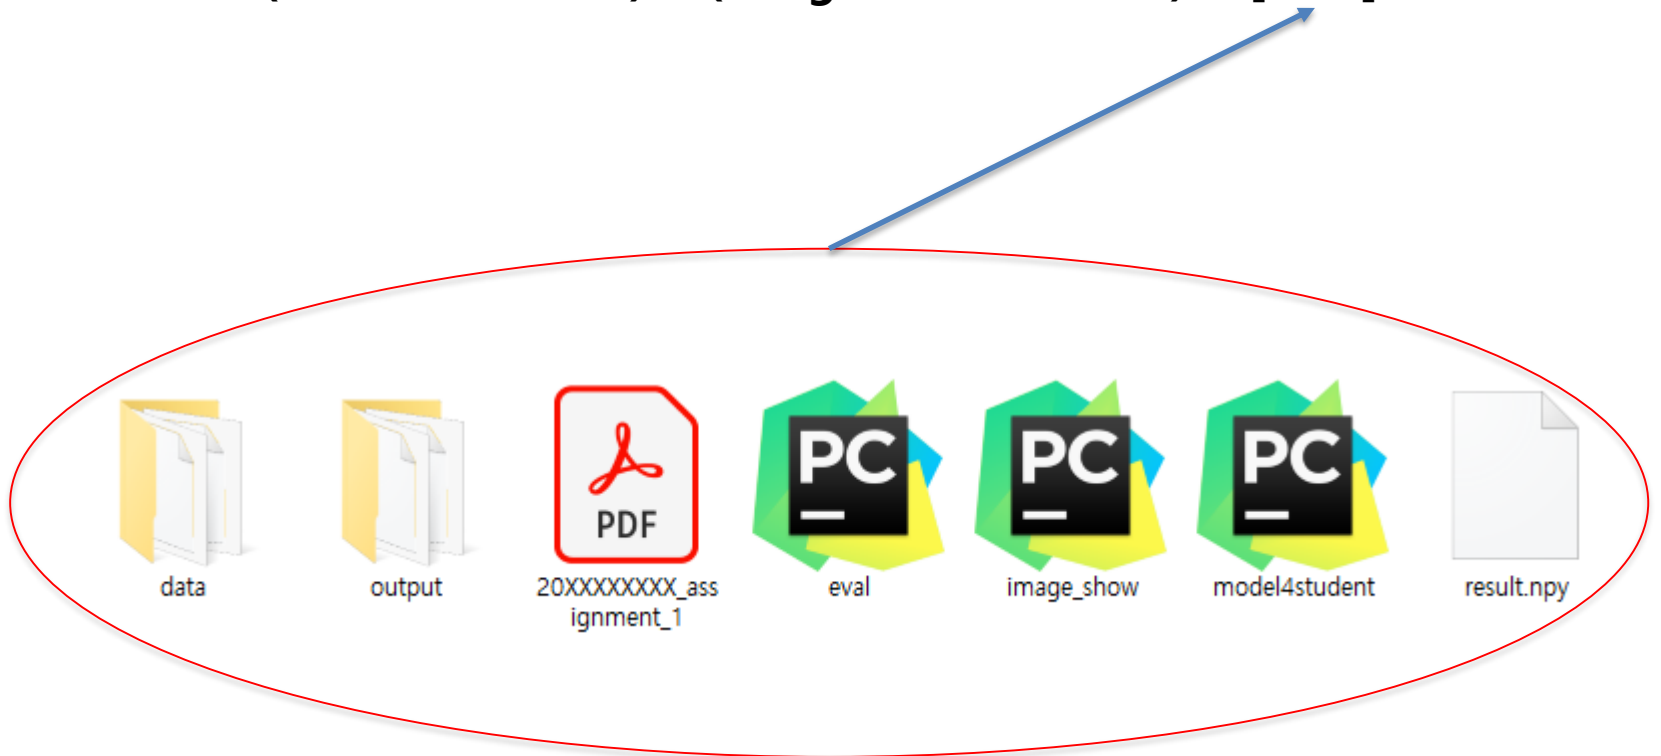 data
output
PDF
20XXXXXXXX_ass
ignment_1
PC
eval
PC
image_show
PC
model4student
result.npy